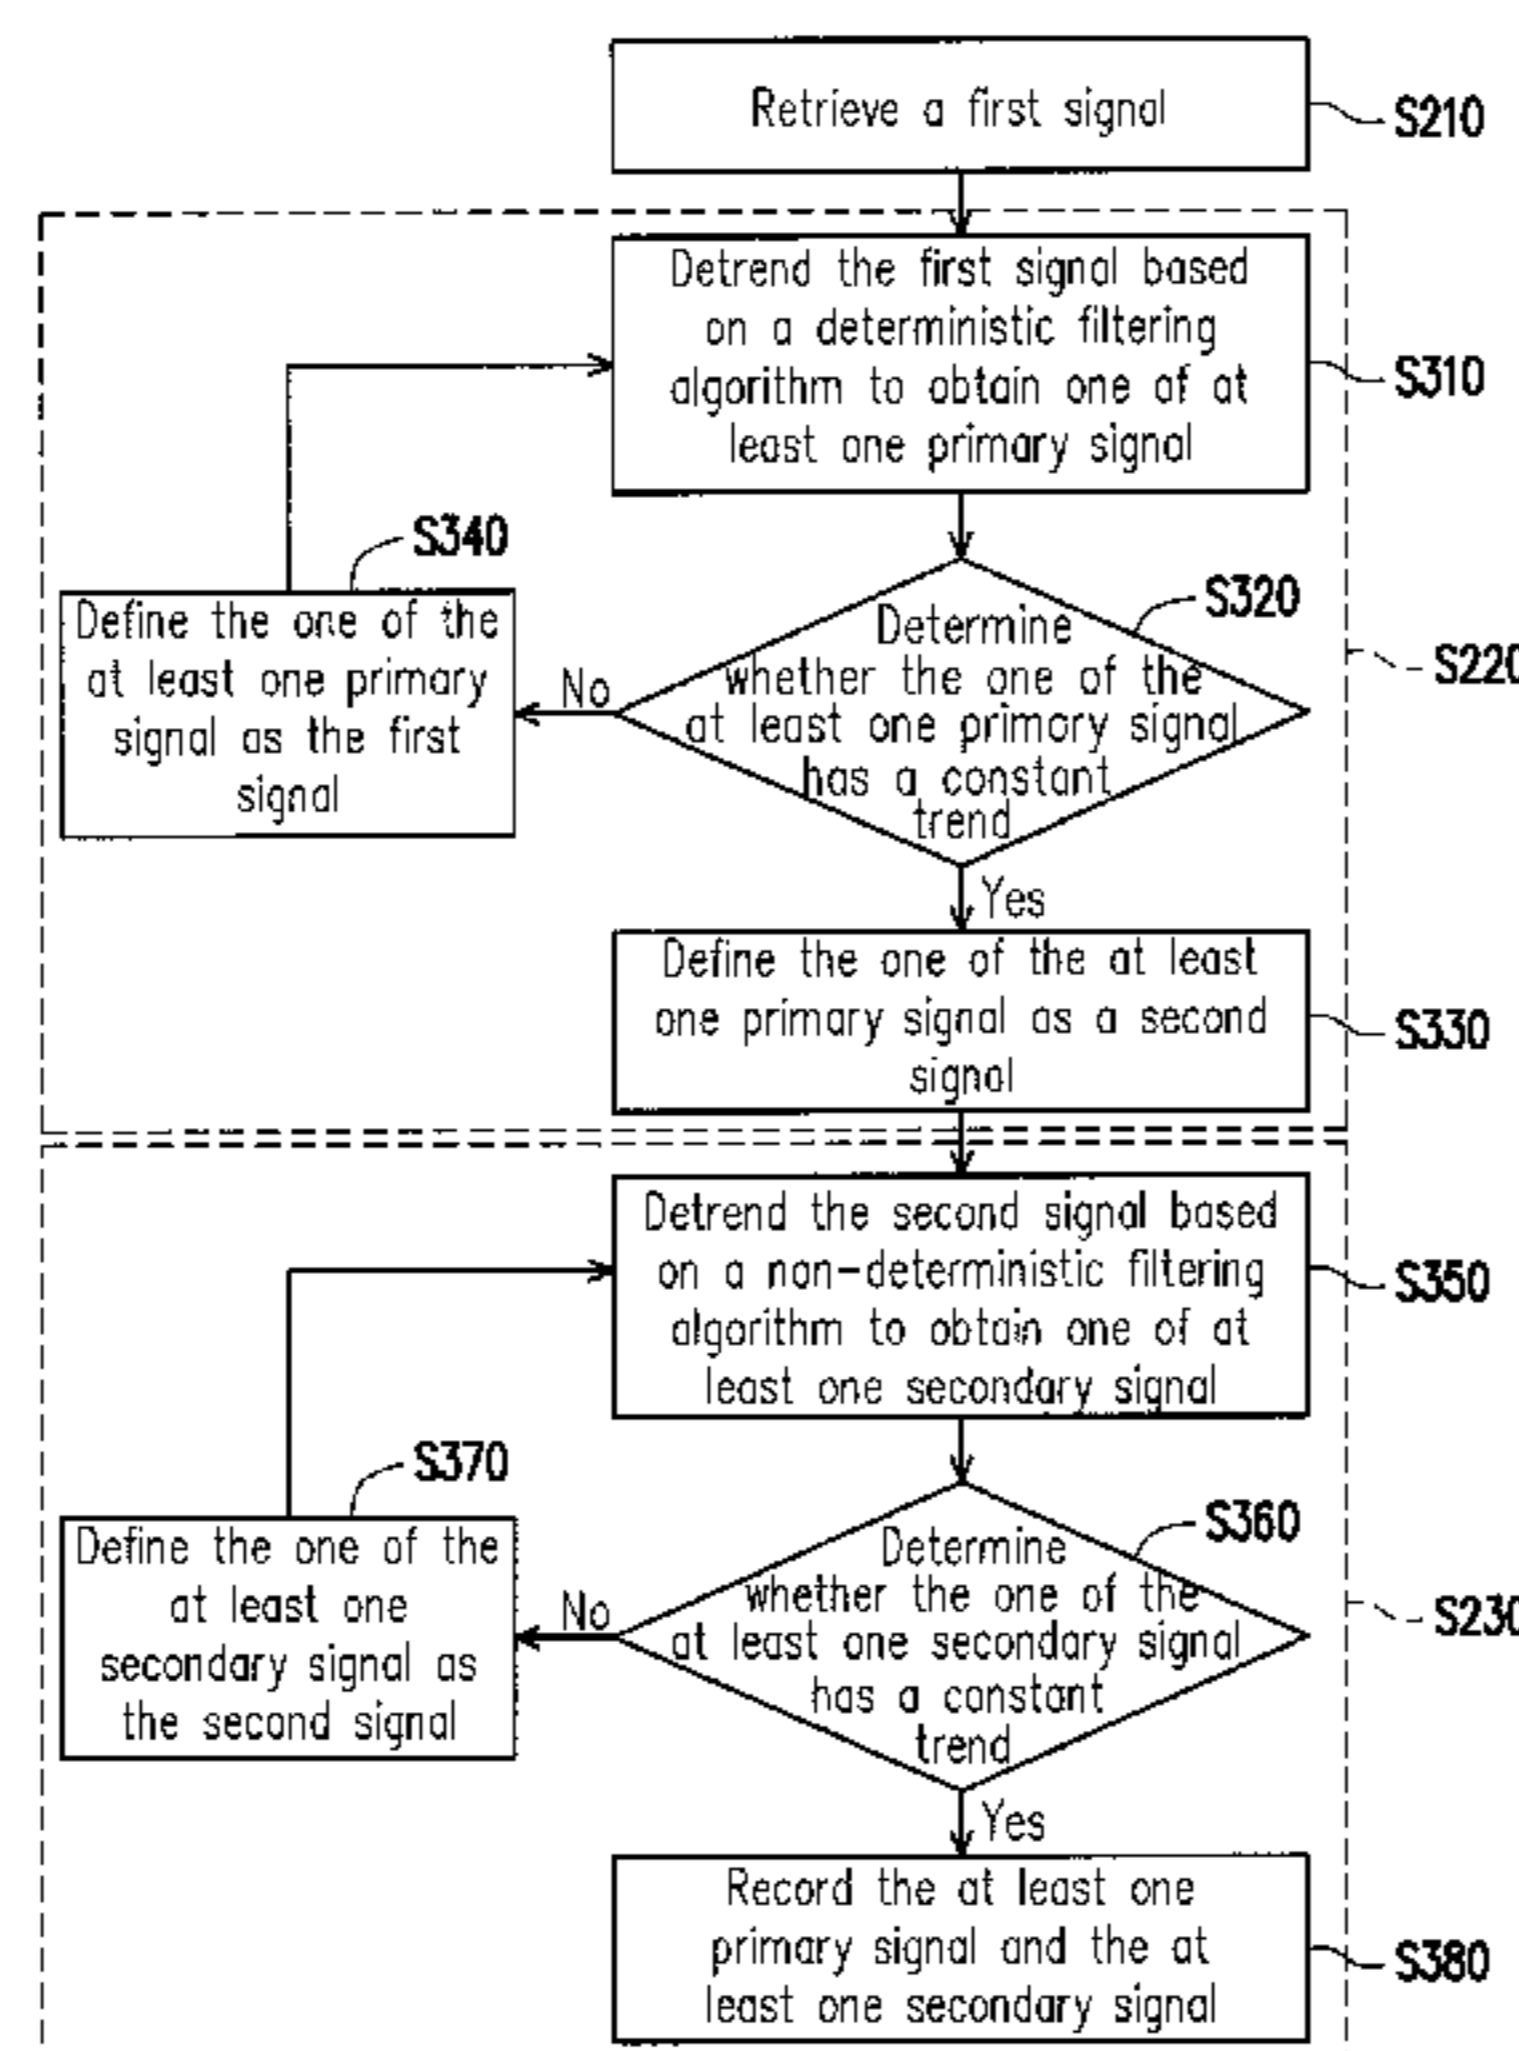 Retrieve a first signal
S210
Detrend the first signal based
on a deterministic filtering
algorithm to obtain one of at
least one primary signal
S310
S340
Define the one of the
at least one primary
signal as the first
signal
No
Determine
whether the one of the
at least one primary signal
has a constant
trend
S320
S220
Yes
Define the one of the at least
one primary signal as a second
signal
S330
Detrend the second signal based
on a non-deterministic filtering
algorithm to obtain one of at
least one secondary signal
S350
S370
Define the one of the
at least one
secondary signal as
the second signal
No
Determine
whether the one of the
at least one secondary signal
has a constant
trend
S360
S230
Yes
Record the at least one
primary signal and the at
least one secondary signal
S380